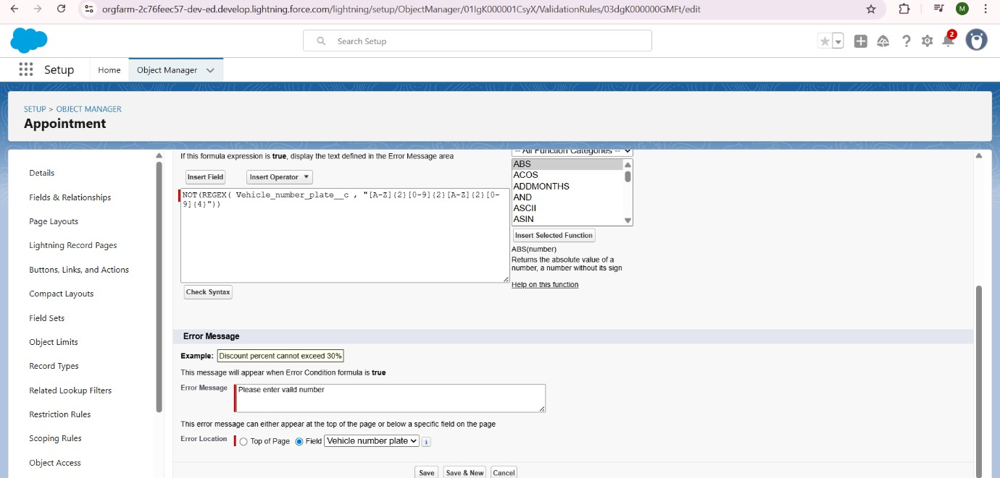 orgfarm-2c76feec57-dev-ed.develop.lightning.force.com/lightning/setup/ObjectManager/01IgK000001CsyX/ValidationRules/03dgK000000GMFt/edit
M
Search Setup
2
Setup
Home
Object Manager
SETUP > OBJECT MANAGER
Appointment
Details
Fields & Relationships
Page Layouts
Lightning Record Pages
Buttons, Links, and Actions
Compact Layouts
Field Sets
Object Limits
Record Types
Related Lookup Filters
Restriction Rules
Scoping Rules
Object Access
If this formula expression is true, display the text defined in the Error Message area
Insert Field
Insert Operator
NOT(REGEX( Vehicle_number_plate__c , "[A-Z]{2}[0-9]{2}[A-Z]{2}[0-
9]{4}"))
Check Syntax
-- All Function Categories --
ABS
ACOS
ADDMONTHS
AND
ASCII
ASIN
Insert Selected Function
ABS(number)
Returns the absolute value of a
number, a number without its sign
Help on this function
Error Message
Example: Discount percent cannot exceed 30%
This message will appear when Error Condition formula is true
Error Message
Please enter vaild number
This error message can either appear at the top of the page or below a specific field on the page
Error Location
Top of Page
Field
Vehicle number plate
i
Save
Save & New
Cancel